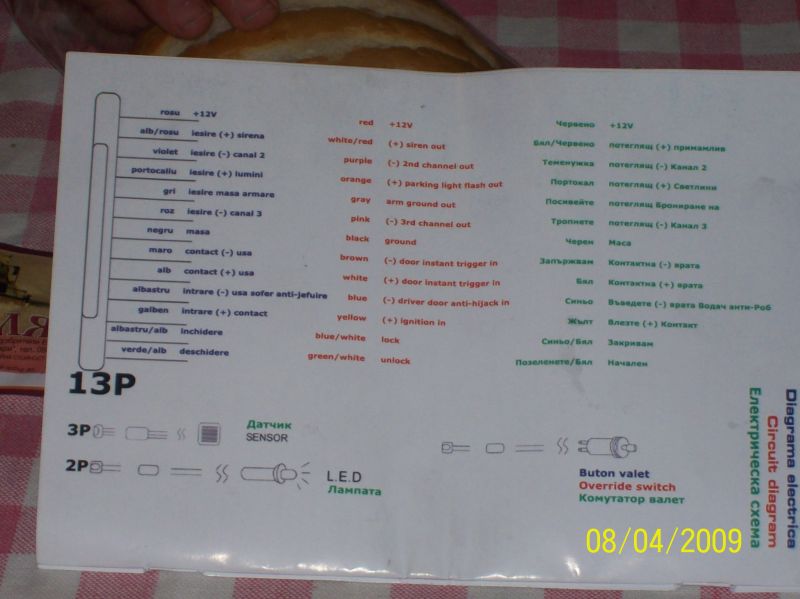 rosu +12V
alb/rosu iesire (+) sirena
violet iesire (-) canal 2
portocaliu iesire (+) lumini
gri iesire masa armare
roz iesire (-) canal 3
negru masa
maro contact (-) usa
alb contact (+) usa
albastru intrare (-) usa sofer anti-jefuire
galben intrare (+) contact
albastru/alb inchidere
verde/alb deschidere
red +12V
white/red (+) siren out
purple (-) 2nd channel out
orange (+) parking light flash out
gray arm ground out
pink (-) 3rd channel out
black ground
brown (-) door instant trigger in
white (+) door instant trigger in
blue (-) driver door anti-hijack in
yellow (+) ignition in
blue/white lock
green/white unlock
Червено +12V
Бял/Червено потеглящ (+) примамлив
Теменужка потеглящ (-) Канал 2
Портокал потеглящ (+) Светлини
Посивейте потеглящ Брониране на
Тропнете потеглящ (-) Канал 3
Черен Маса
Запържвам Контактна (-) врата
Бял Контактна (+) врата
Синьо Въведете (-) врата Водач анти-Роб
Жълт Влезте (+) Контакт
Синьо/Бял Закривам
Позеленете/Бял Начален
13P
3P
Датчик
SENSOR
2P
L.E.D
Лампата
Buton valet
Override switch
Комутатор валет
Diagrama electrica
Circuit diagram
Електрическа схема
08/04/2009